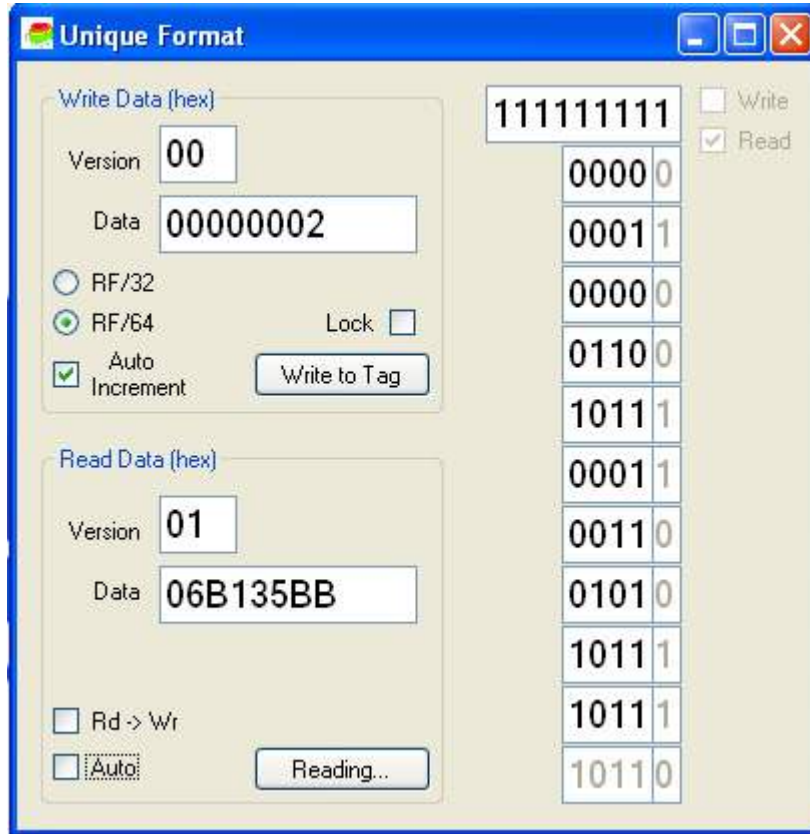 Unique Format
Write Data (hex)
Version 00
Data 00000002
RF/32
RF/64
Lock
Auto
Increment
Write to Tag
Read Data (hex)
Version 01
Data 06B135BB
Rd -> Wr
Auto
Reading...
111111111
0000 0
0001 1
0000 0
0110 0
1011 1
0001 1
0011 0
0101 0
1011 1
1011 1
1011 0
Write
Read